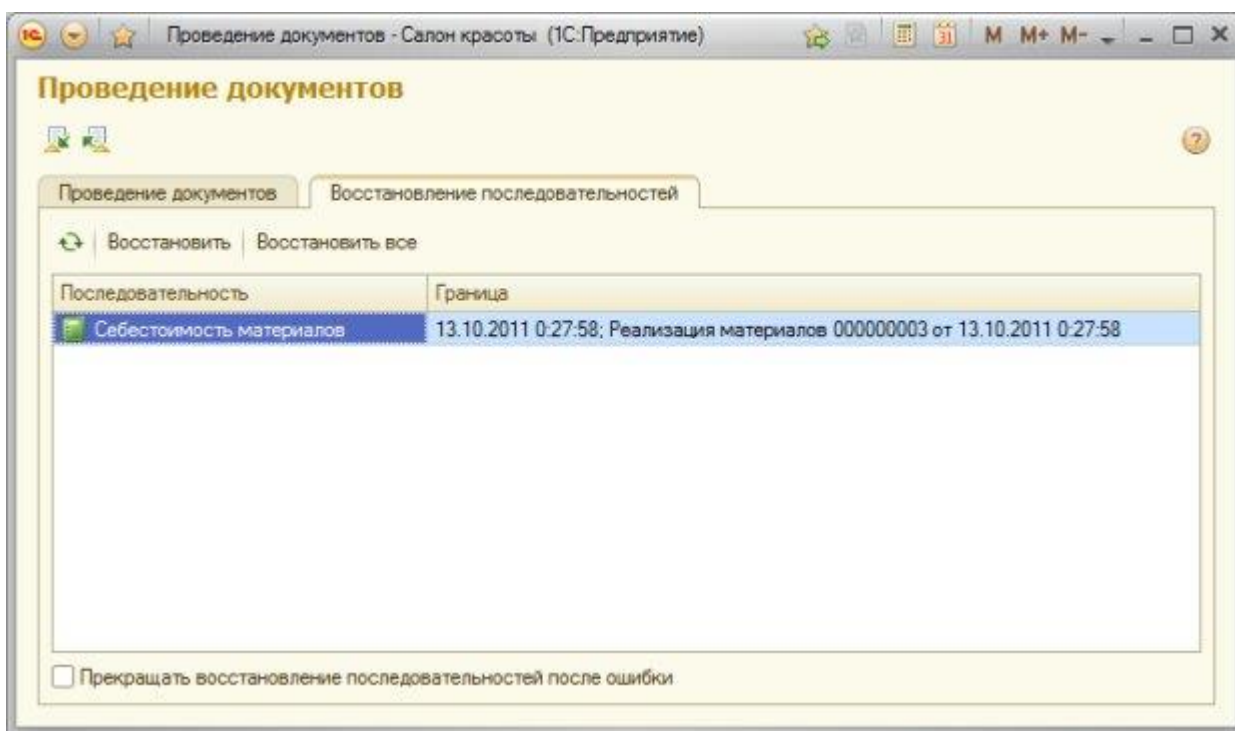 Проведение документов - Салон красоты (1С:Предприятие) 31 M M+ M-
Проведение документов
Проведение документов Восстановление последовательностей
Восстановить Восстановить все
Последовательность Граница
Себестоимость материалов 13.10.2011 0:27:58; Реализация материалов 000000003 от 13.10.2011 0:27:58
Прекращать восстановление последовательностей после ошибки